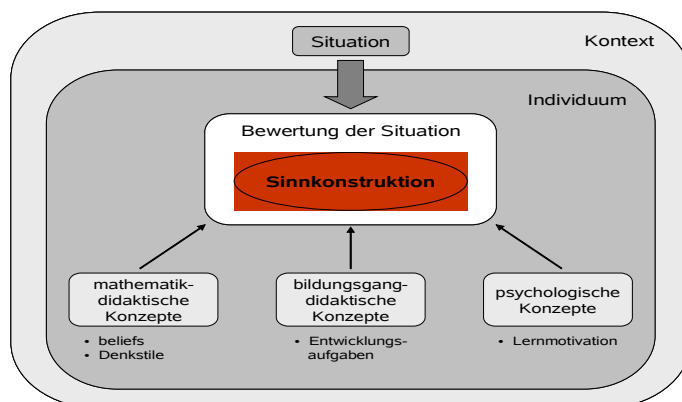 Situation
Kontext
Individuum
Bewertung der Situation
Sinnkonstruktion
mathematik-
didaktische
Konzepte
• beliefs
• Denkstile
bildungsgang-
didaktische
Konzepte
• Entwicklungs-
aufgaben
psychologische
Konzepte
• Lernmotivation